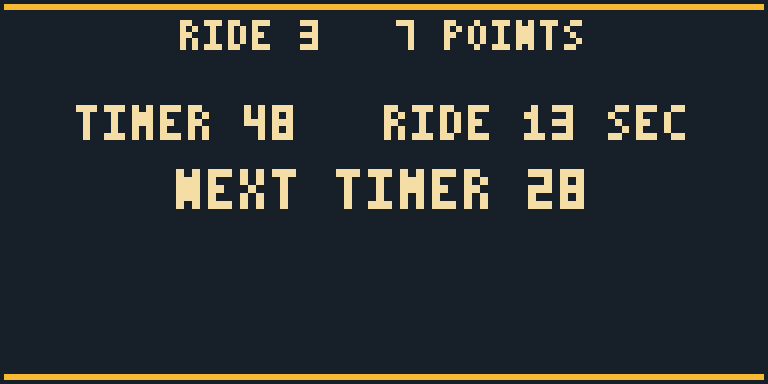 RIDE 3 7 POINTS
TIMER 48 RIDE 13 SEC
NEXT TIMER 28